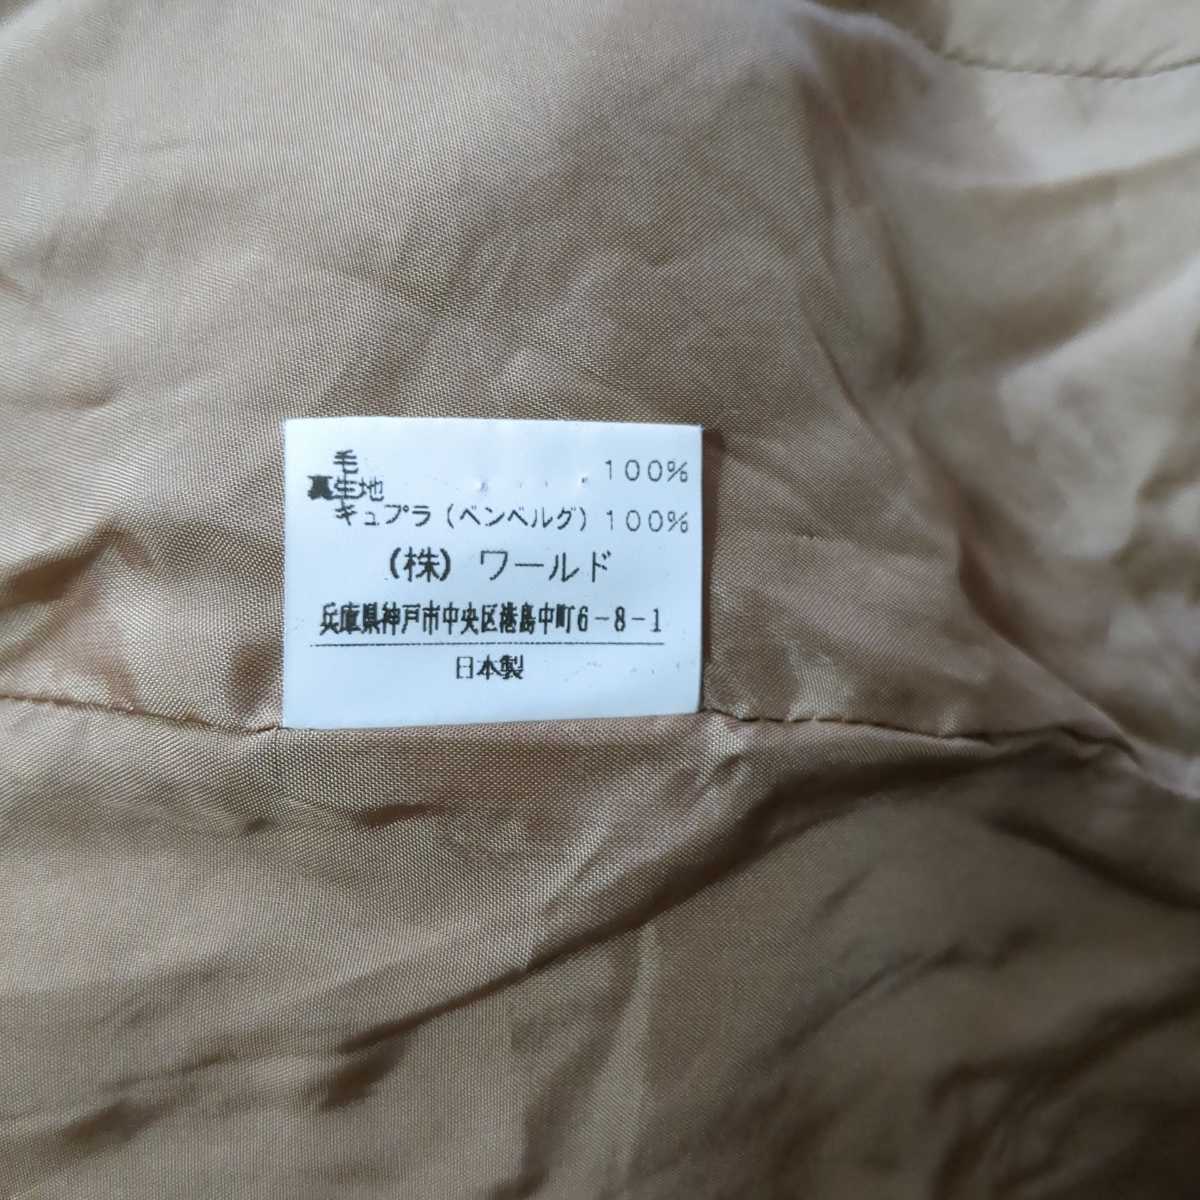 毛 100%
裏生地
キュプラ(ベンベルグ) 100%
(株) ワールド
兵庫県神戸市中央区港島中町6-8-1
日本製